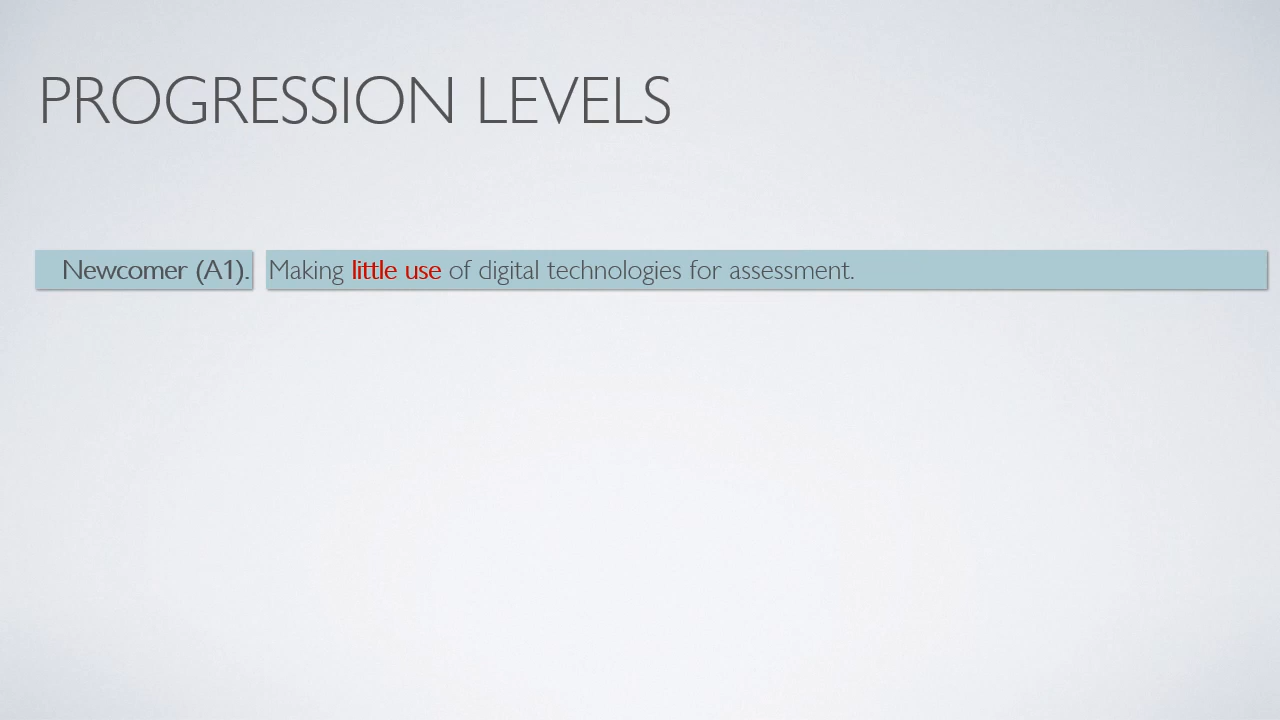 PROGRESSION LEVELS
Newcomer (A1). Making little use of digital technologies for assessment.